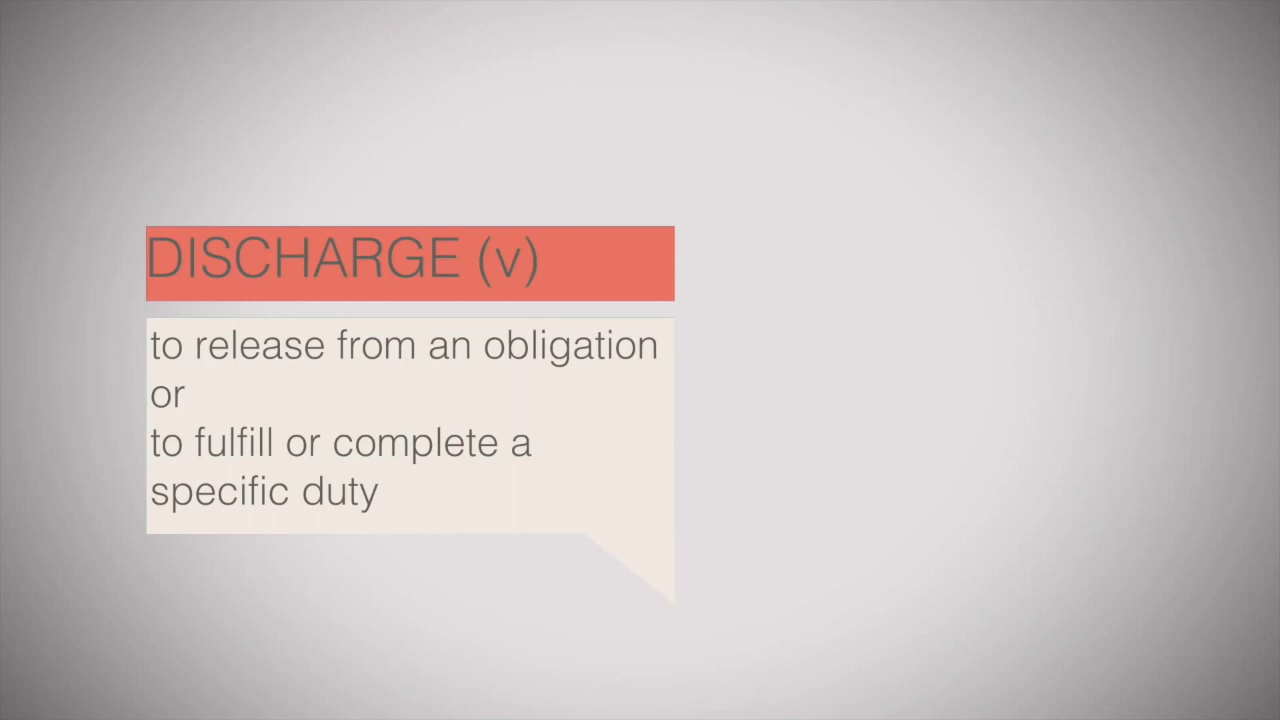 DISCHARGE (v)
to release from an obligation
or
to fulfill or complete a
specific duty